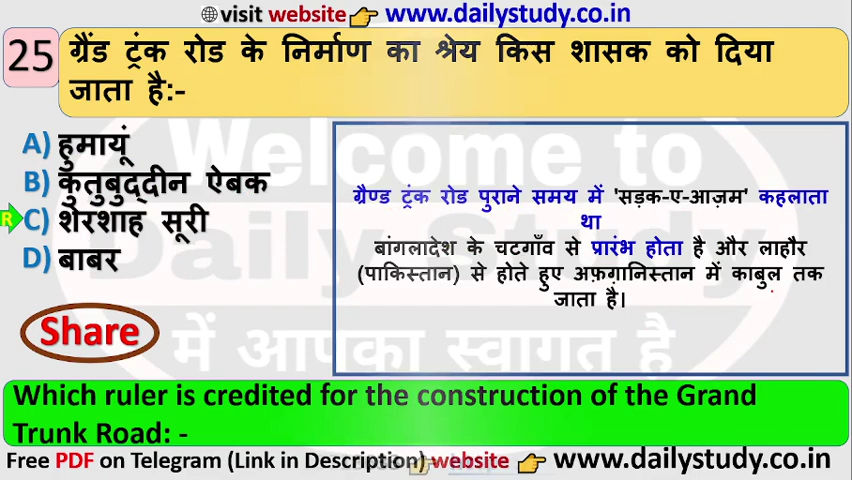 visit website 👉 www.dailystudy.co.in
25
ग्रैंड ट्रंक रोड के निर्माण का श्रेय किस शासक को दिया
जाता है:-
A) हुमायूं
B) कुतुबुद्दीन ऐबक
R C) शेरशाह सूरी
D) बाबर
Share
ग्रैण्ड ट्रंक रोड पुराने समय में 'सड़क-ए-आज़म' कहलाता
था
बांगलादेश के चटगाँव से प्रारंभ होता है और लाहौर
(पाकिस्तान) से होते हुए अफ़ग़ानिस्तान में काबुल तक
जाता है।
Welcome to
Daily Study
में आपका स्वागत है
Which ruler is credited for the construction of the Grand
Trunk Road: -
Free PDF on Telegram (Link in Description) website 👉 www.dailystudy.co.in